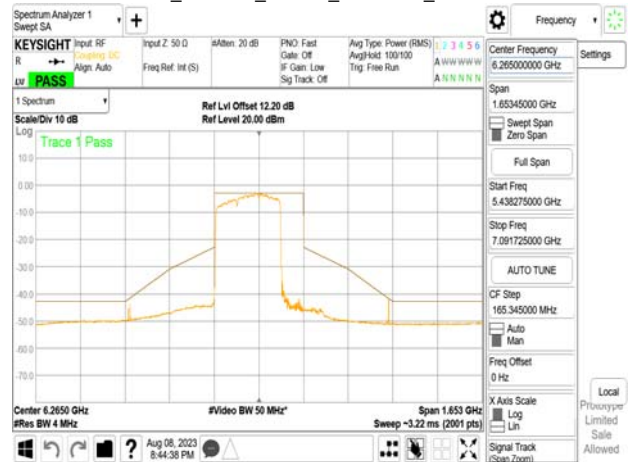 Spectrum Analyzer 1
Swept SA
+
Frequency
KEYSIGHT
R
LV PASS
Input: RF
Coupling: DC
Align: Auto
Input Z: 50 Ω
Freq Ref: Int (S)
#Atten: 20 dB
PNO: Fast
Gate: Off
IF Gain: Low
Sig Track: Off
Avg Type: Power (RMS)
Avg|Hold: 100/100
Trig: Free Run
1 2 3 4 5 6
A W W W W W
A N N N N N
1 Spectrum
Scale/Div 10 dB
Ref Lvl Offset 12.20 dB
Ref Level 20.00 dBm
Log
Trace 1 Pass
10.0
0.00
-10.0
-20.0
-30.0
-40.0
-50.0
-60.0
-70.0
Center 6.2650 GHz
#Res BW 4 MHz
#Video BW 50 MHz*
Span 1.653 GHz
Sweep ~3.22 ms (2001 pts)
Aug 08, 2023
8:44:38 PM
?
Center Frequency
6.265000000 GHz
Settings
Span
1.65345000 GHz
Swept Span
Zero Span
Full Span
Start Freq
5.438275000 GHz
Stop Freq
7.091725000 GHz
AUTO TUNE
CF Step
165.345000 MHz
Auto
Man
Freq Offset
0 Hz
X Axis Scale
Log
Lin
Signal Track
(Span Zoom)
Local
Prototype
Limited
Sale
Allowed